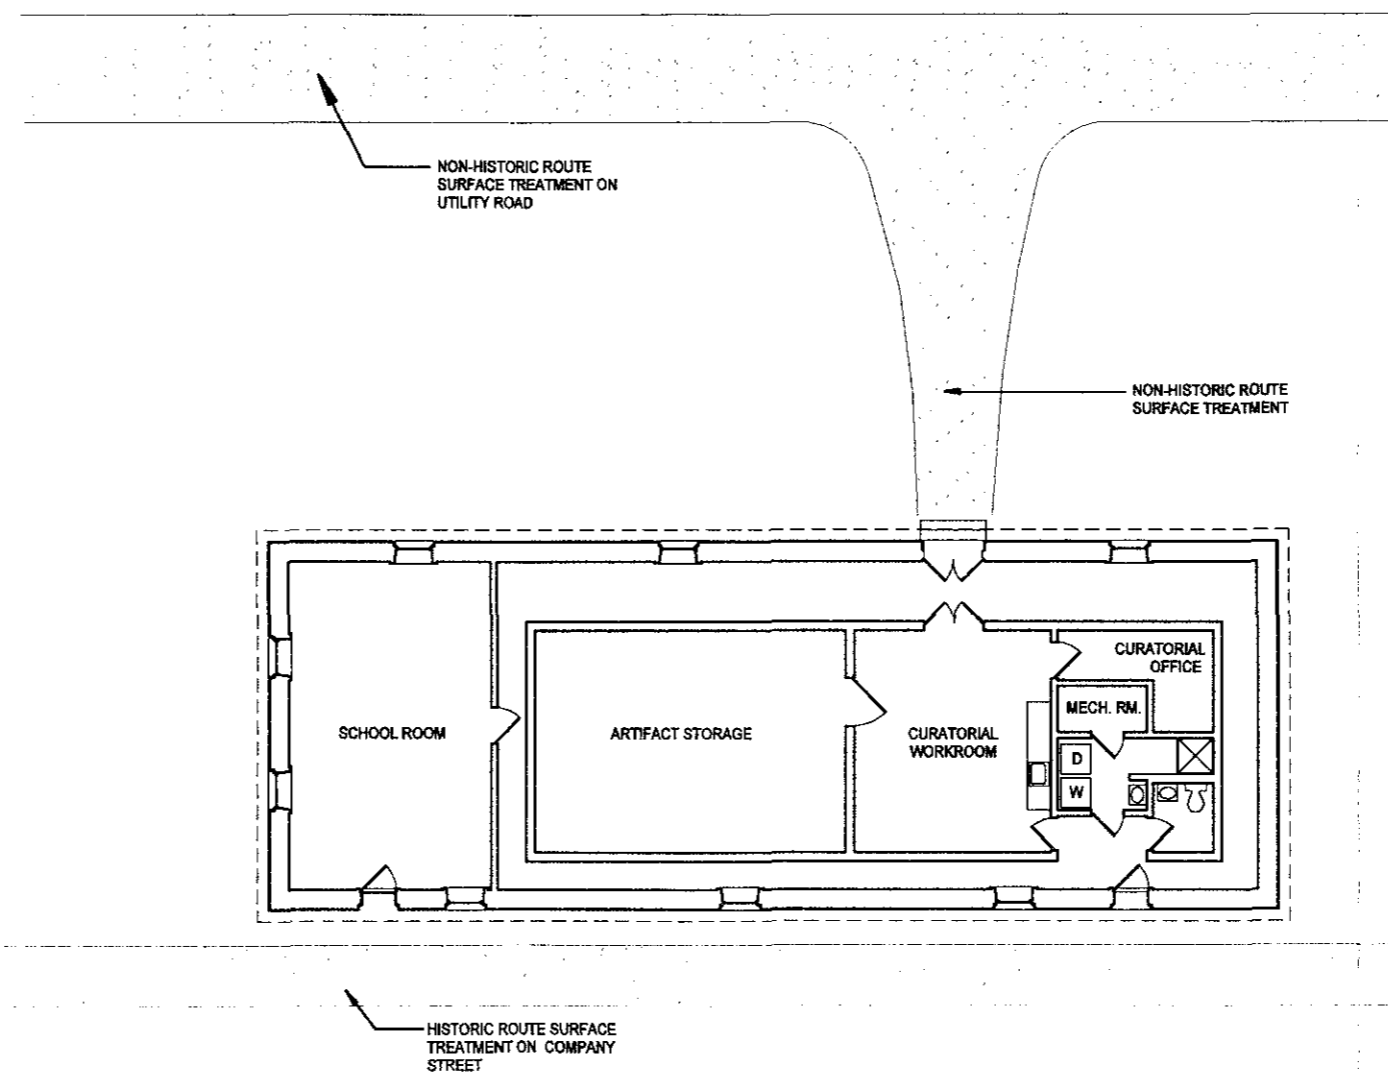 NON-HISTORIC ROUTE
SURFACE TREATMENT ON
UTILITY ROAD
NON-HISTORIC ROUTE
SURFACE TREATMENT
CURATORIAL
OFFICE
MECH. RM.
SCHOOL ROOM
ARTIFACT STORAGE
CURATORIAL
WORKROOM
D
W
HISTORIC ROUTE SURFACE
TREATMENT ON COMPANY
STREET